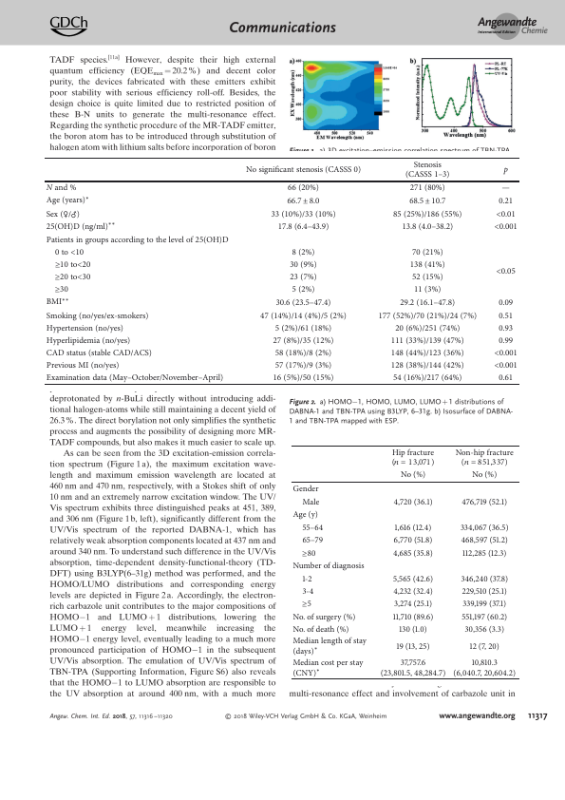 GDCh
Communications
Angewandte
International Edition Chemie
TADF species.[11a] However, despite their high external
quantum efficiency (EQEmax = 20.2 %) and decent color
purity, the devices fabricated with these emitters exhibit
poor stability with serious efficiency roll-off. Besides, the
design choice is quite limited due to restricted position of
these B-N units to generate the multi-resonance effect.
Regarding the synthetic procedure of the MR-TADF emitter,
the boron atom has to be introduced through substitution of
halogen atom with lithium salts before incorporation of boron
a)
EX Wavelength (nm)
EM Wavelength (nm)
b)
Normalized Intensity (a.u.)
Wavelength (nm)
No significant stenosis (CASSS 0) Stenosis (CASSS 1–3) p
N and % 66 (20%) 271 (80%) —
Age (years)* 66.7 ± 8.0 68.5 ± 10.7 0.21
Sex (♀/♂) 33 (10%)/33 (10%) 85 (25%)/186 (55%) <0.01
25(OH)D (ng/ml)** 17.8 (6.4–43.9) 13.8 (4.0–38.2) <0.001
Patients in groups according to the level of 25(OH)D
0 to <10 8 (2%) 70 (21%)
≥10 to<20 30 (9%) 138 (41%)
<0.05
≥20 to<30 23 (7%) 52 (15%)
≥30 5 (2%) 11 (3%)
BMI** 30.6 (23.5–47.4) 29.2 (16.1–47.8) 0.09
Smoking (no/yes/ex-smokers) 47 (14%)/14 (4%)/5 (2%) 177 (52%)/70 (21%)/24 (7%) 0.51
Hypertension (no/yes) 5 (2%)/61 (18%) 20 (6%)/251 (74%) 0.93
Hyperlipidemia (no/yes) 27 (8%)/35 (12%) 111 (33%)/139 (47%) 0.99
CAD status (stable CAD/ACS) 58 (18%)/8 (2%) 148 (44%)/123 (36%) <0.001
Previous MI (no/yes) 57 (17%)/9 (3%) 128 (38%)/144 (42%) <0.001
Examination data (May–October/November–April) 16 (5%)/50 (15%) 54 (16%)/217 (64%) 0.61
deprotonated by n-BuLi directly without introducing addi-
tional halogen-atoms while still maintaining a decent yield of
26.3 %. The direct borylation not only simplifies the synthetic
process and augments the possibility of designing more MR-
TADF compounds, but also makes it much easier to scale up.
As can be seen from the 3D excitation-emission correla-
tion spectrum (Figure 1 a), the maximum excitation wave-
length and maximum emission wavelength are located at
460 nm and 470 nm, respectively, with a Stokes shift of only
10 nm and an extremely narrow excitation window. The UV/
Vis spectrum exhibits three distinguished peaks at 451, 389,
and 306 nm (Figure 1 b, left), significantly different from the
UV/Vis spectrum of the reported DABNA-1, which has
relatively weak absorption components located at 437 nm and
around 340 nm. To understand such difference in the UV/Vis
absorption, time-dependent density-functional-theory (TD-
DFT) using B3LYP(6–31g) method was performed, and the
HOMO/LUMO distributions and corresponding energy
levels are depicted in Figure 2 a. Accordingly, the electron-
rich carbazole unit contributes to the major compositions of
HOMO−1 and LUMO + 1 distributions, lowering the
LUMO + 1 energy level, meanwhile increasing the
HOMO−1 energy level, eventually leading to a much more
pronounced participation of HOMO−1 in the subsequent
UV/Vis absorption. The emulation of UV/Vis spectrum of
TBN-TPA (Supporting Information, Figure S6) also reveals
that the HOMO−1 to LUMO absorption are responsible to
the UV absorption at around 400 nm, with a much more
Figure 2. a) HOMO−1, HOMO, LUMO, LUMO + 1 distributions of
DABNA-1 and TBN-TPA using B3LYP, 6–31g. b) Isosurface of DABNA-
1 and TBN-TPA mapped with ESP.
Hip fracture Non-hip fracture
(n = 13,071) (n = 851,337)
No (%) No (%)
Gender
Male 4,720 (36.1) 476,719 (52.1)
Age (y)
55–64 1,616 (12.4) 334,067 (36.5)
65–79 6,770 (51.8) 468,597 (51.2)
≥80 4,685 (35.8) 112,285 (12.3)
Number of diagnosis
1-2 5,565 (42.6) 346,240 (37.8)
3-4 4,232 (32.4) 229,510 (25.1)
≥5 3,274 (25.1) 339,199 (37.1)
No. of surgery (%) 11,710 (89.6) 551,197 (60.2)
No. of death (%) 130 (1.0) 30,356 (3.3)
Median length of stay
(days)* 19 (13, 25) 12 (7, 20)
Median cost per stay 37,757.6 10,810.3
(CNY)* (23,801.5, 48,284.7) (6,040.7, 20,604.2)
multi-resonance effect and involvement of carbazole unit in
Angew. Chem. Int. Ed. 2018, 57, 11316–11320 © 2018 Wiley-VCH Verlag GmbH & Co. KGaA, Weinheim www.angewandte.org 11317